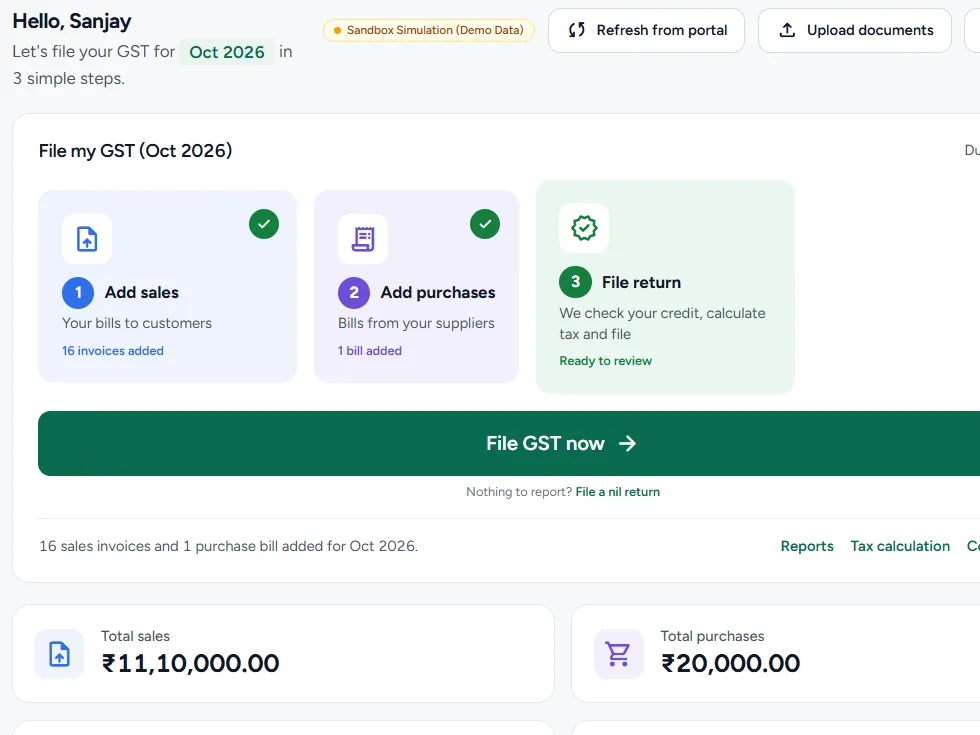 Hello, Sanjay
Let's file your GST for Oct 2026 in
3 simple steps.
Sandbox Simulation (Demo Data)
Refresh from portal
Upload documents
File my GST (Oct 2026)
Du
1 Add sales
Your bills to customers
16 invoices added
2 Add purchases
Bills from your suppliers
1 bill added
3 File return
We check your credit, calculate
tax and file
Ready to review
File GST now →
Nothing to report? File a nil return
16 sales invoices and 1 purchase bill added for Oct 2026.
Reports Tax calculation
Total sales
₹11,10,000.00
Total purchases
₹20,000.00